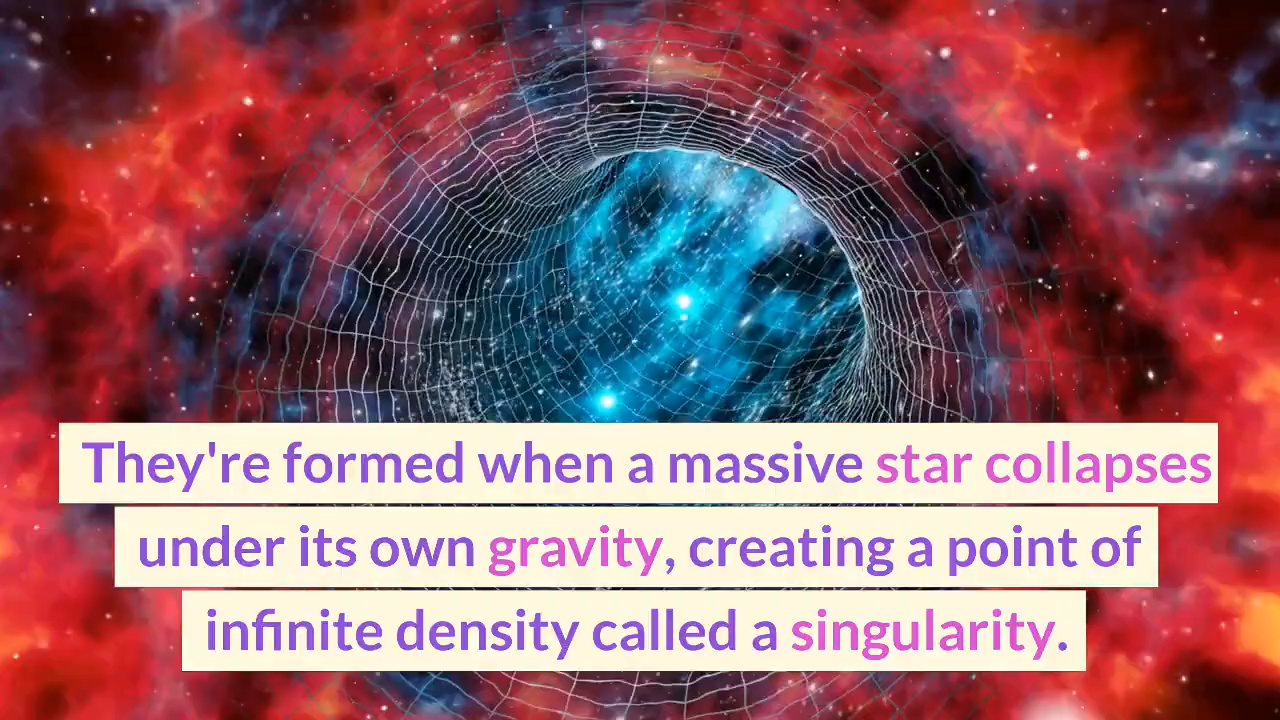 They're formed when a massive star collapses
under its own gravity, creating a point of
infinite density called a singularity.